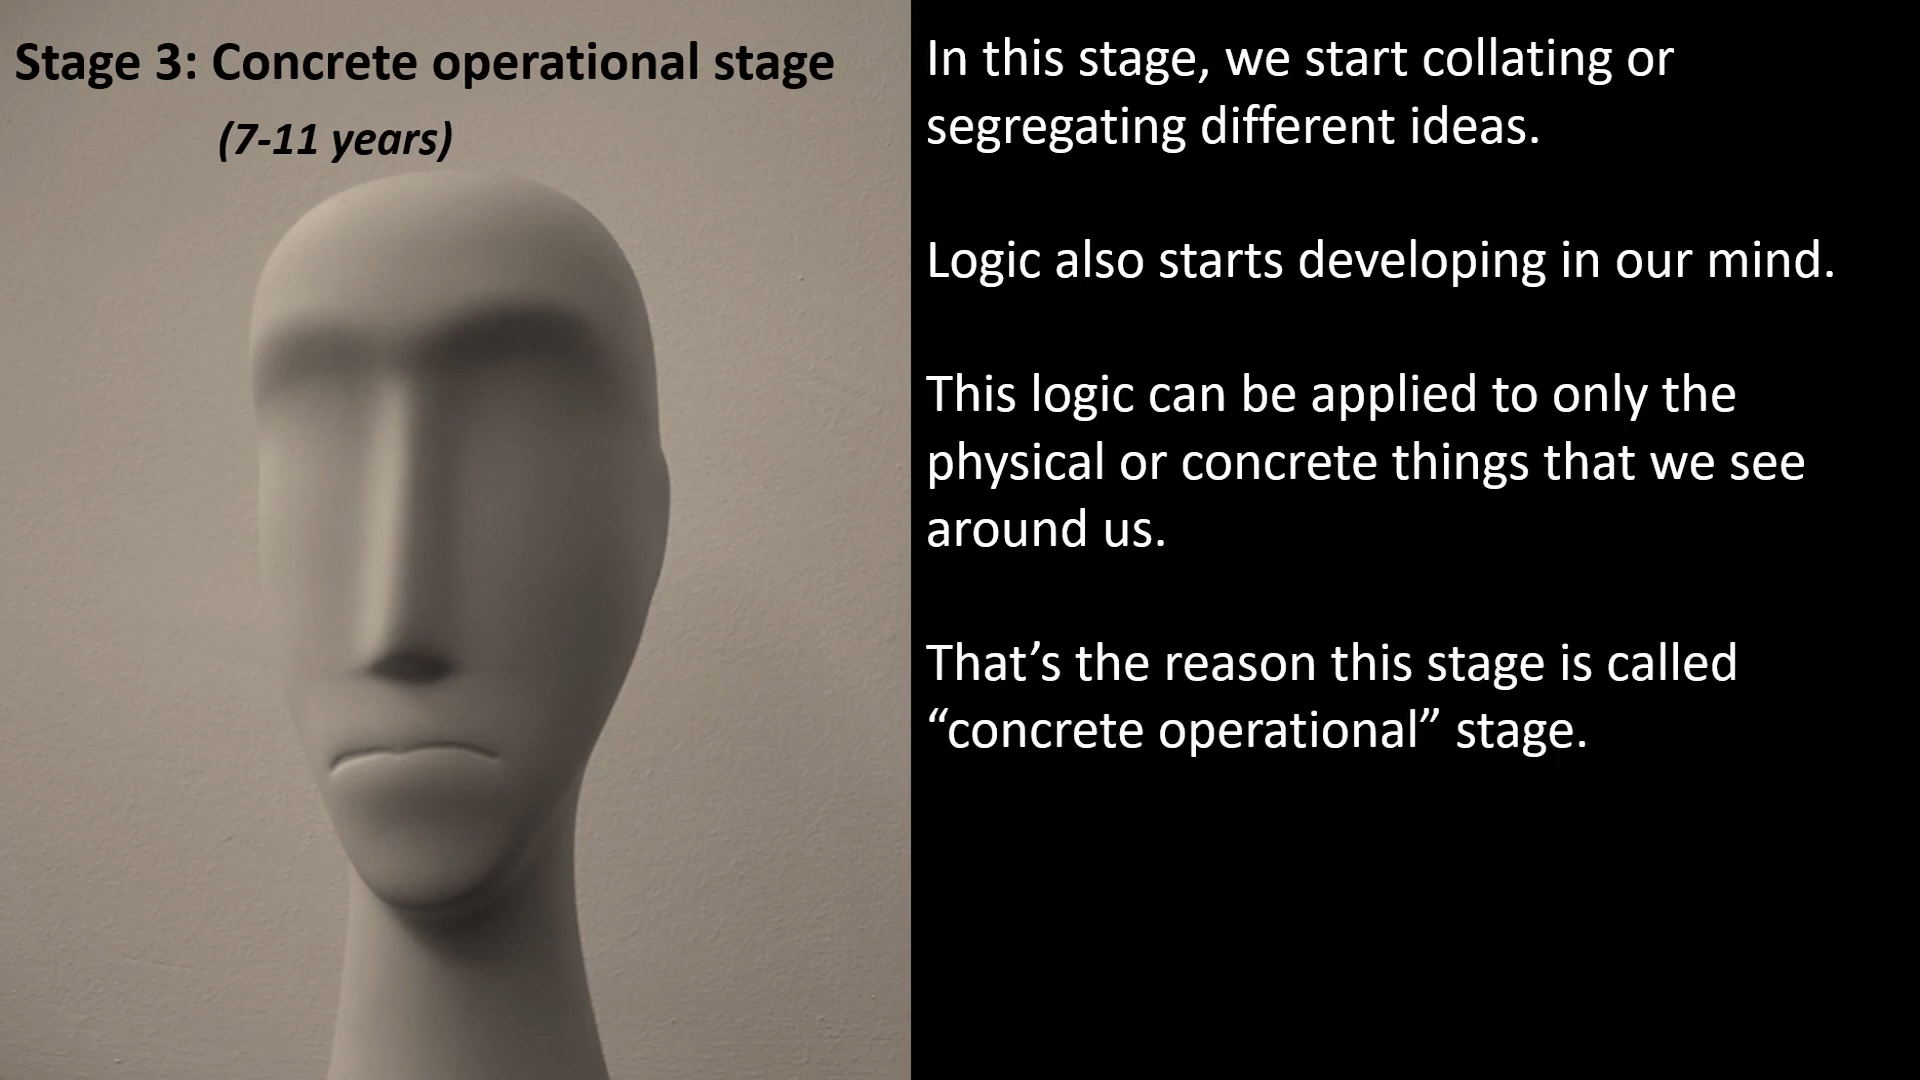 Stage 3: Concrete operational stage
(7-11 years)
In this stage, we start collating or
segregating different ideas.
Logic also starts developing in our mind.
This logic can be applied to only the
physical or concrete things that we see
around us.
That’s the reason this stage is called
“concrete operational” stage.